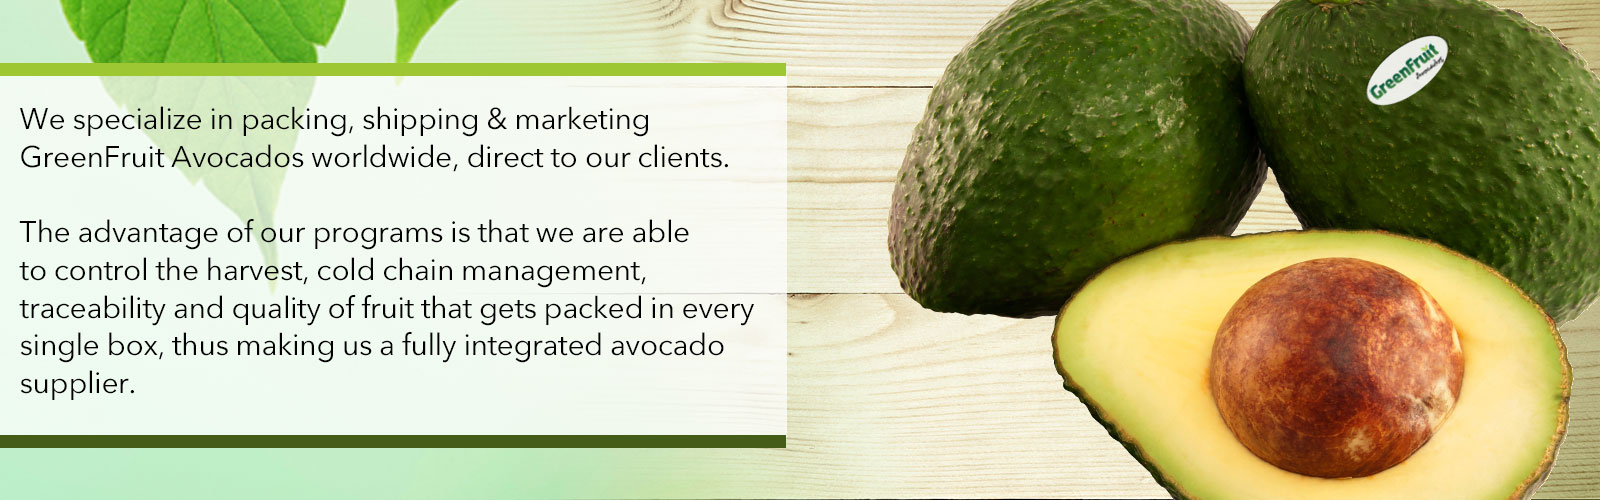 We specialize in packing, shipping & marketing
GreenFruit Avocados worldwide, direct to our clients.
The advantage of our programs is that we are able
to control the harvest, cold chain management,
traceability and quality of fruit that gets packed in every
single box, thus making us a fully integrated avocado
supplier.
GreenFruit
Avocados